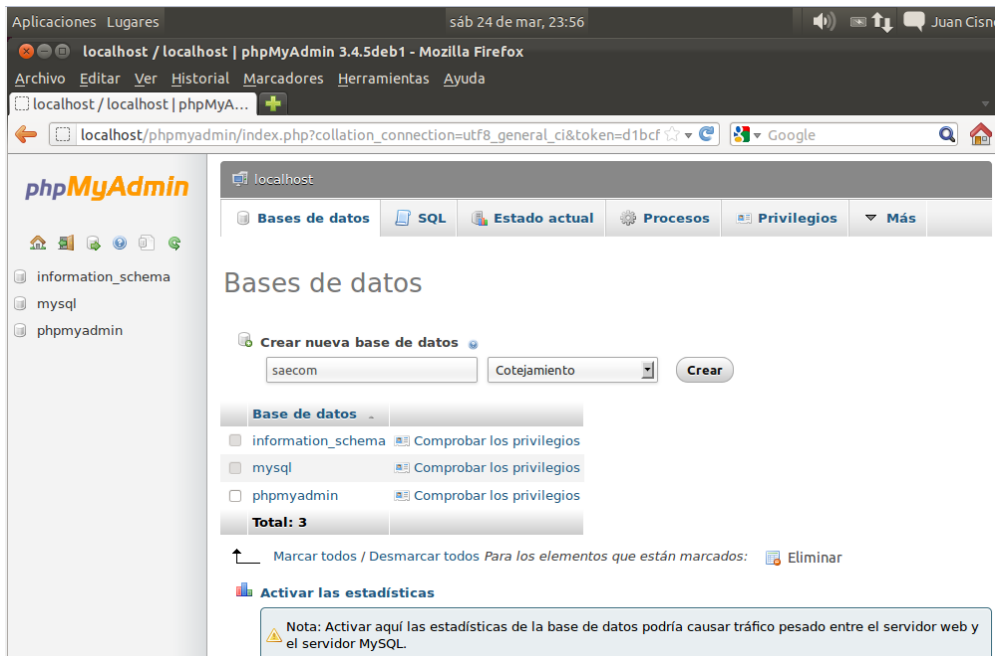 Aplicaciones Lugares sáb 24 de mar, 23:56 Juan Cisn
localhost / localhost | phpMyAdmin 3.4.5deb1 - Mozilla Firefox
Archivo Editar Ver Historial Marcadores Herramientas Ayuda
localhost / localhost | phpMyA...
localhost/phpmyadmin/index.php?collation_connection=utf8_general_ci&token=d1bcf Google
phpMyAdmin
information_schema
mysql
phpmyadmin
localhost
Bases de datos SQL Estado actual Procesos Privilegios Más
Bases de datos
Crear nueva base de datos
saecom Cotejamiento Crear
Base de datos
information_schema Comprobar los privilegios
mysql Comprobar los privilegios
phpmyadmin Comprobar los privilegios
Total: 3
Marcar todos / Desmarcar todos Para los elementos que están marcados: Eliminar
Activar las estadísticas
Nota: Activar aquí las estadísticas de la base de datos podría causar tráfico pesado entre el servidor web y
el servidor MySQL.